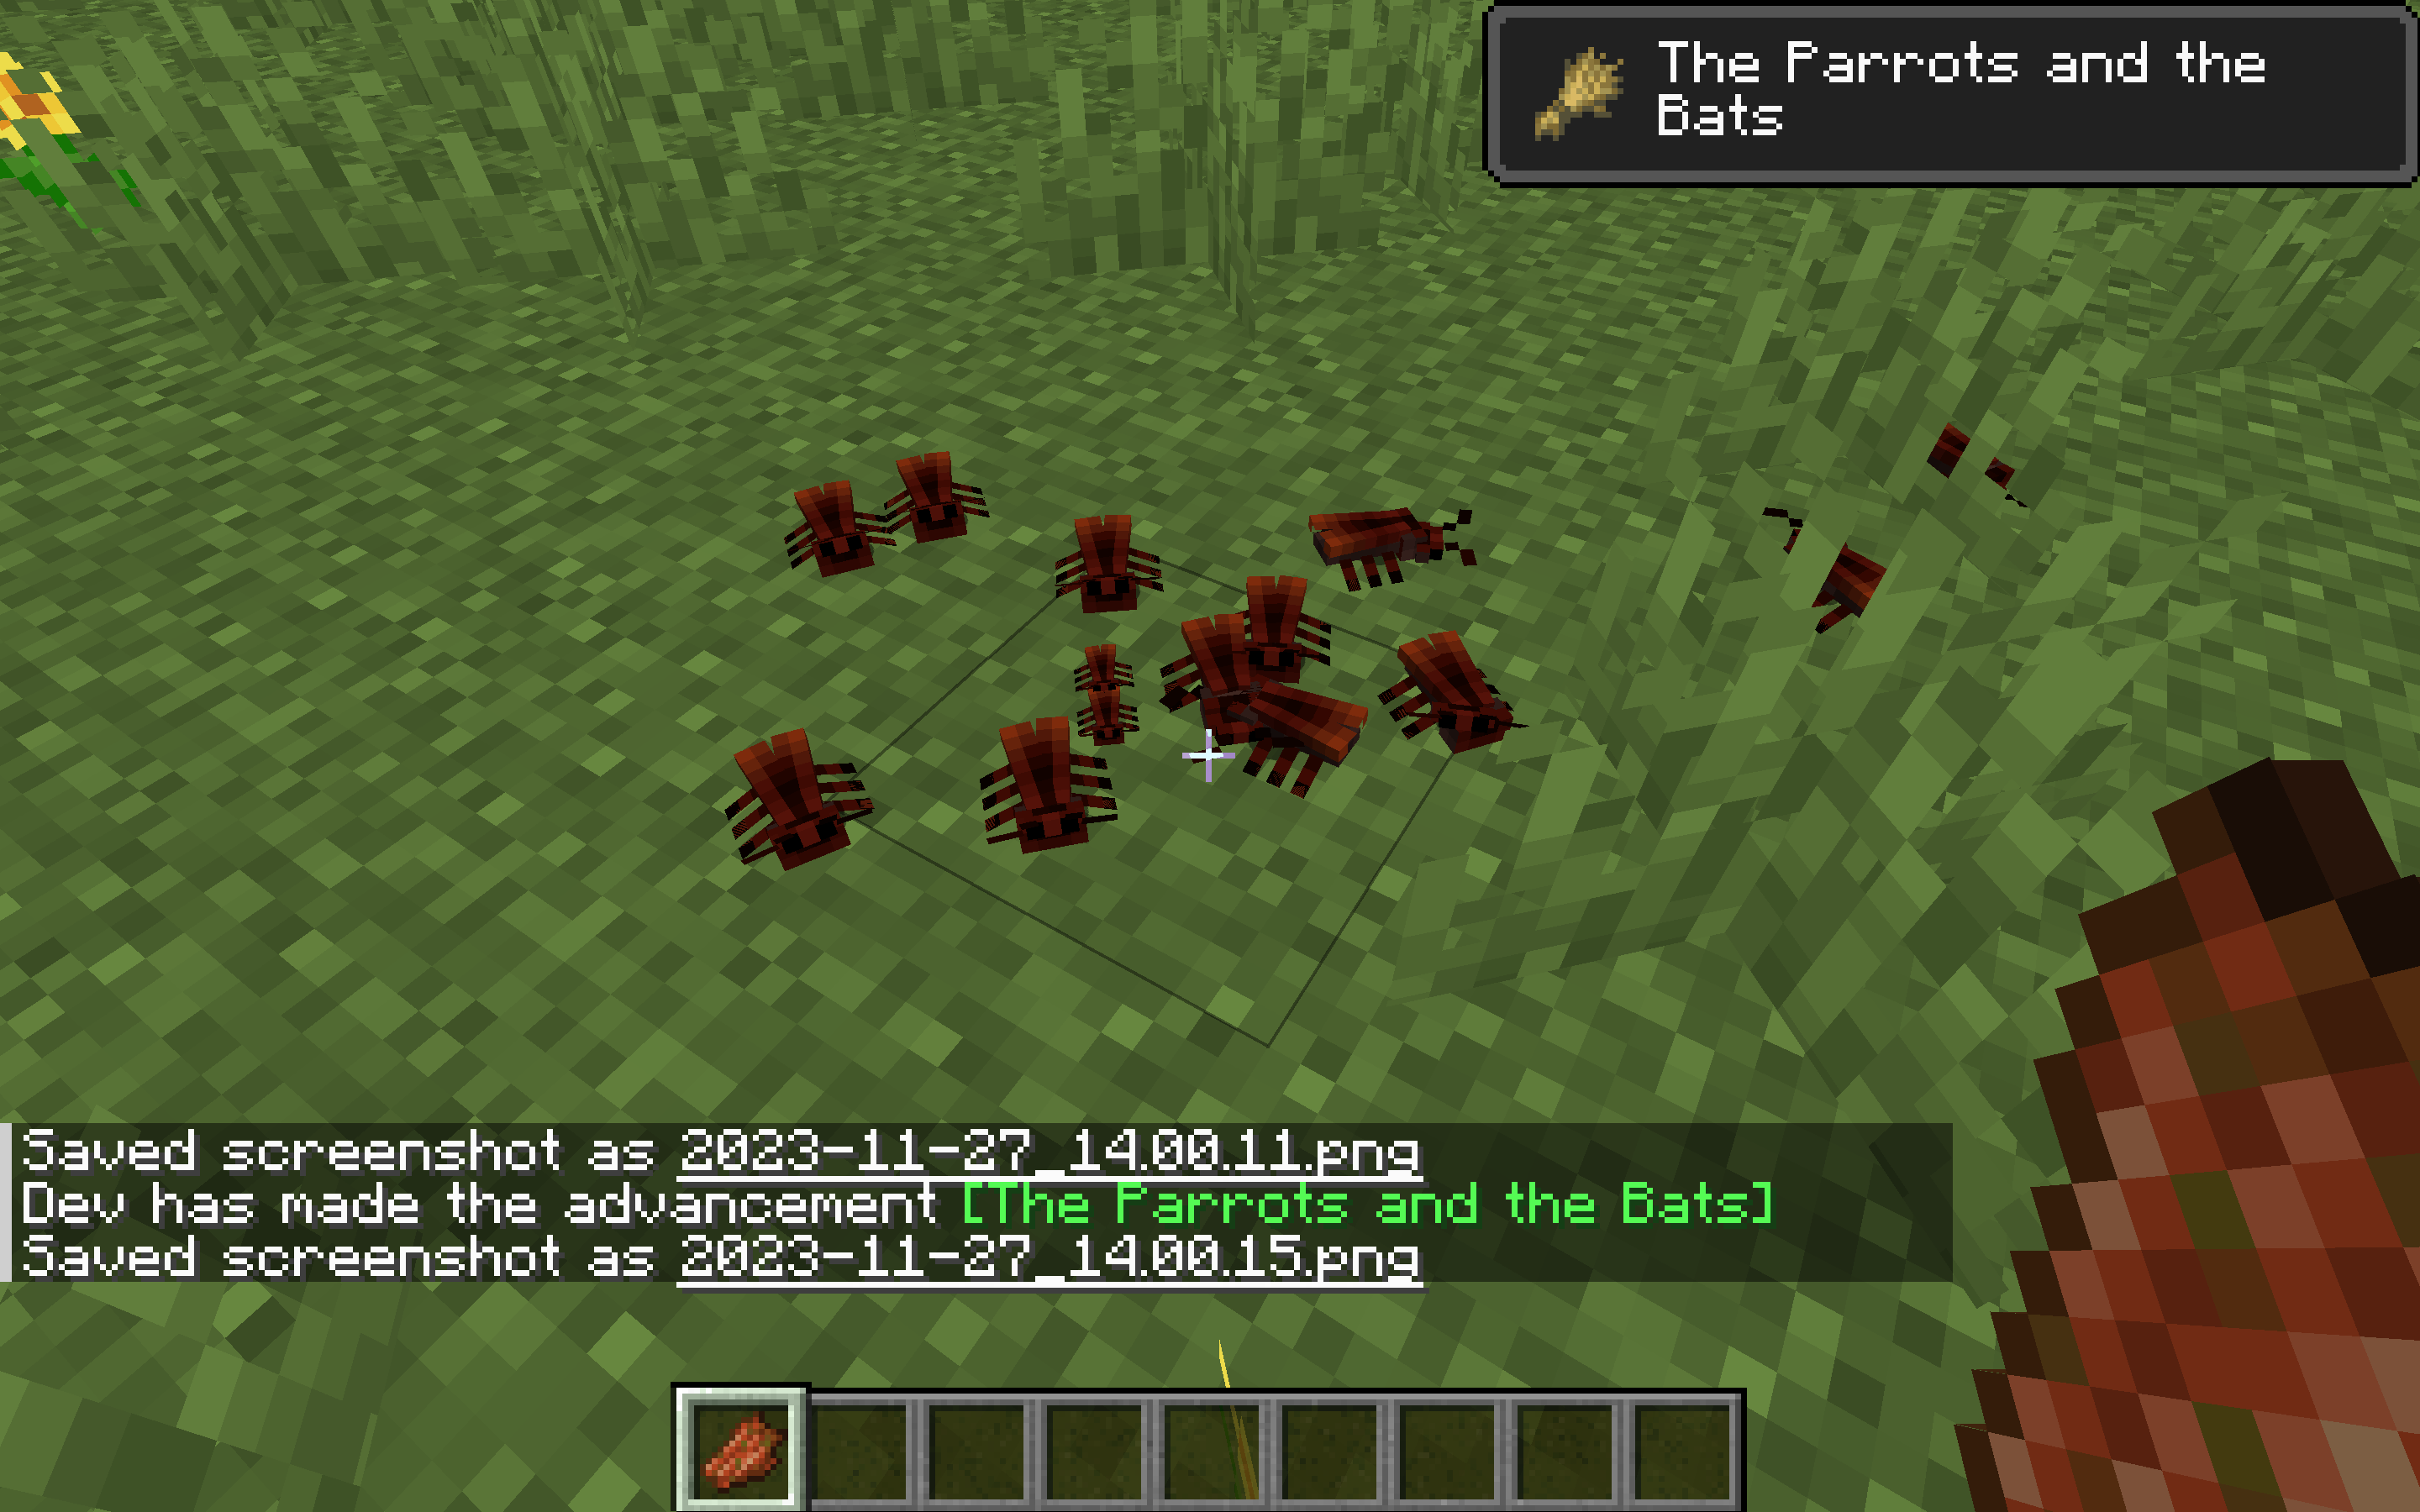 The Parrots and the
Bats
Saved screenshot as 2023-11-27_14.00.11.png
Dev has made the advancement [The Parrots and the Bats]
Saved screenshot as 2023-11-27_14.00.15.png